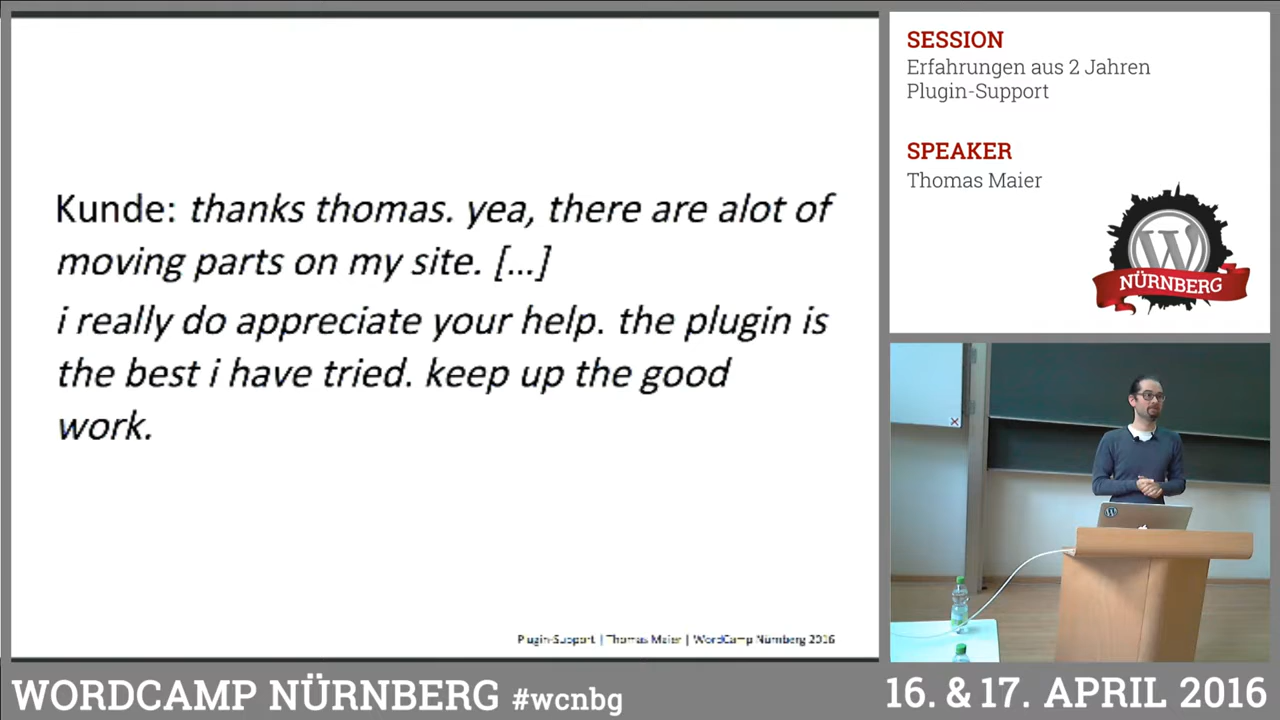 Kunde: thanks thomas. yea, there are alot of
moving parts on my site. [...]
i really do appreciate your help. the plugin is
the best i have tried. keep up the good
work.
Plugin-Support | Thomas Maier | WordCamp Nürnberg 2016
SESSION
Erfahrungen aus 2 Jahren
Plugin-Support
SPEAKER
Thomas Maier
W
NÜRNBERG
WORDCAMP NÜRNBERG #wcnbg
16. & 17. APRIL 2016